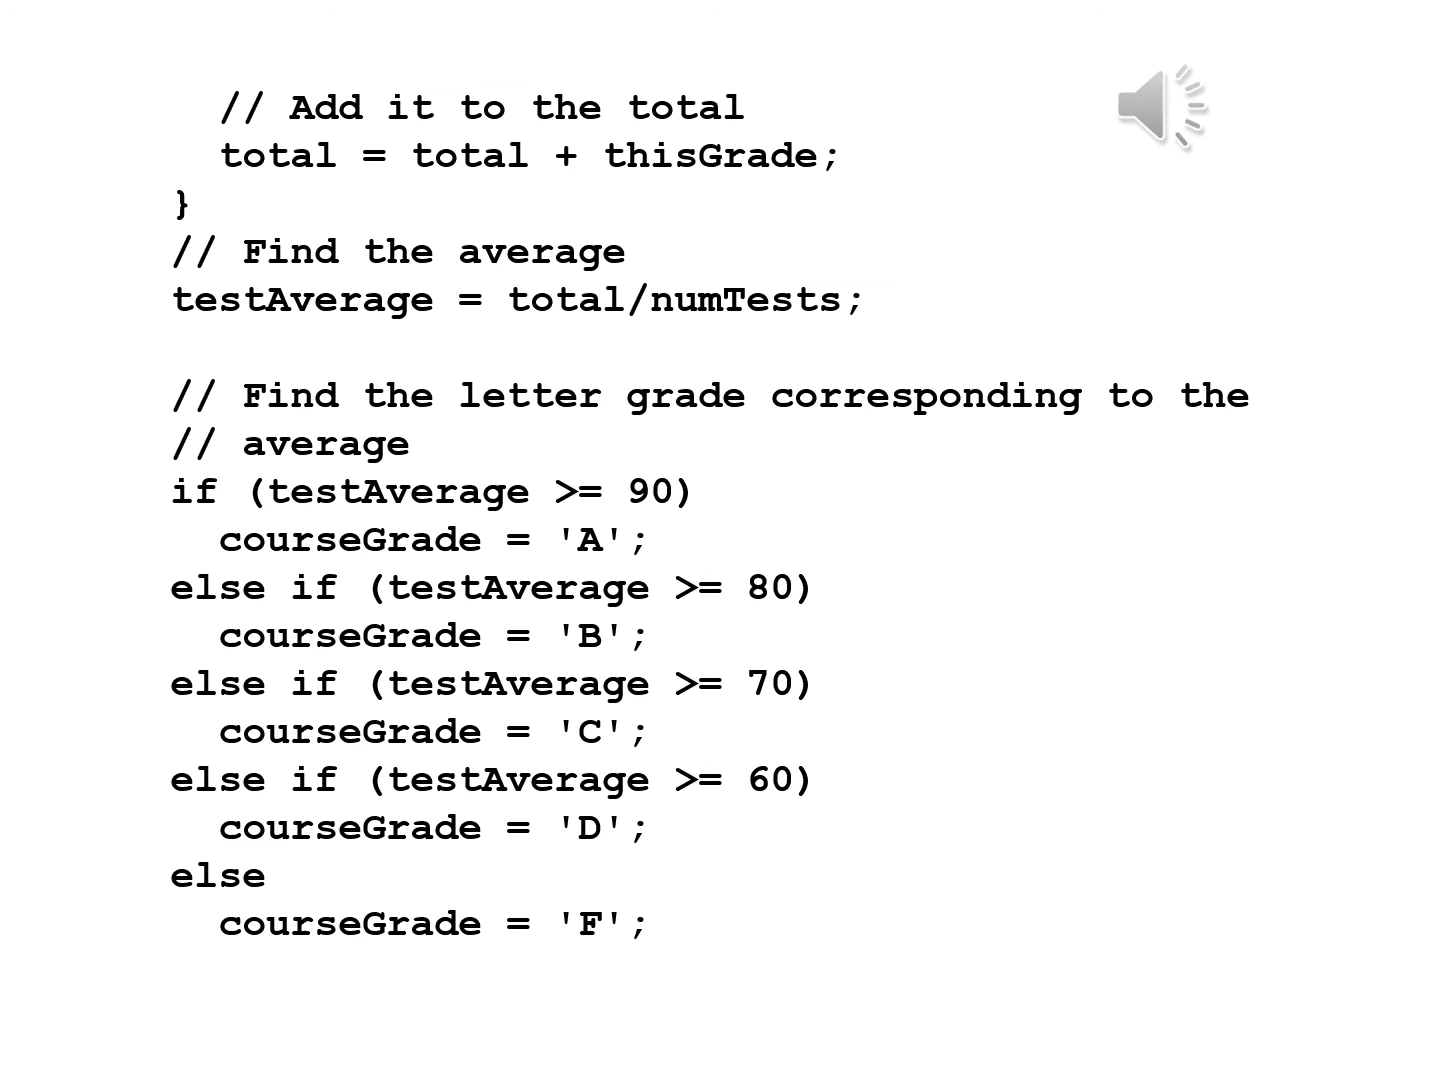 // Add it to the total
total = total + thisGrade;
}
// Find the average
testAverage = total/numTests;
// Find the letter grade corresponding to the
// average
if (testAverage >= 90)
courseGrade = 'A';
else if (testAverage >= 80)
courseGrade = 'B';
else if (testAverage >= 70)
courseGrade = 'C';
else if (testAverage >= 60)
courseGrade = 'D';
else
courseGrade = 'F';